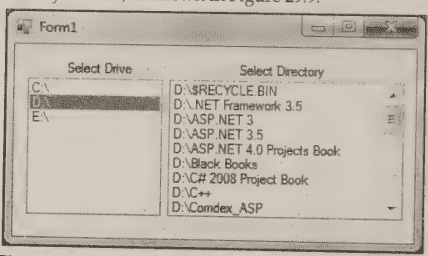 Form1
Select Drive
Select Directory
C:\
D:\
E:\
D:\$RECYCLE.BIN
D:\.NET Framework 3.5
D:\ASP.NET 3
D:\ASP.NET 3.5
D:\ASP.NET 4.0 Projects Book
D:\Black Books
D:\C# 2008 Project Book
D:\C++
D:\Comdex_ASP